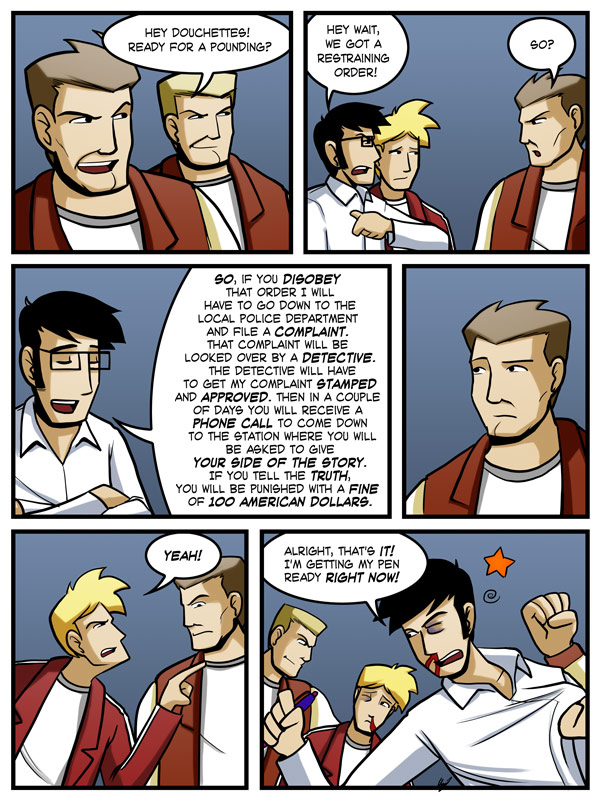 HEY DOUCHETTES!
READY FOR A POUNDING?
HEY WAIT,
WE GOT A
RESTRAINING
ORDER!
SO?
SO, IF YOU DISOBEY
THAT ORDER I WILL
HAVE TO GO DOWN TO THE
LOCAL POLICE DEPARTMENT
AND FILE A COMPLAINT.
THAT COMPLAINT WILL BE
LOOKED OVER BY A DETECTIVE.
THE DETECTIVE WILL HAVE
TO GET MY COMPLAINT STAMPED
AND APPROVED. THEN IN A COUPLE
OF DAYS YOU WILL RECEIVE A
PHONE CALL TO COME DOWN
TO THE STATION WHERE YOU WILL
BE ASKED TO GIVE
YOUR SIDE OF THE STORY.
IF YOU TELL THE TRUTH,
YOU WILL BE PUNISHED WITH A FINE
OF 100 AMERICAN DOLLARS.
YEAH!
ALRIGHT, THAT'S IT!
I'M GETTING MY PEN
READY RIGHT NOW!